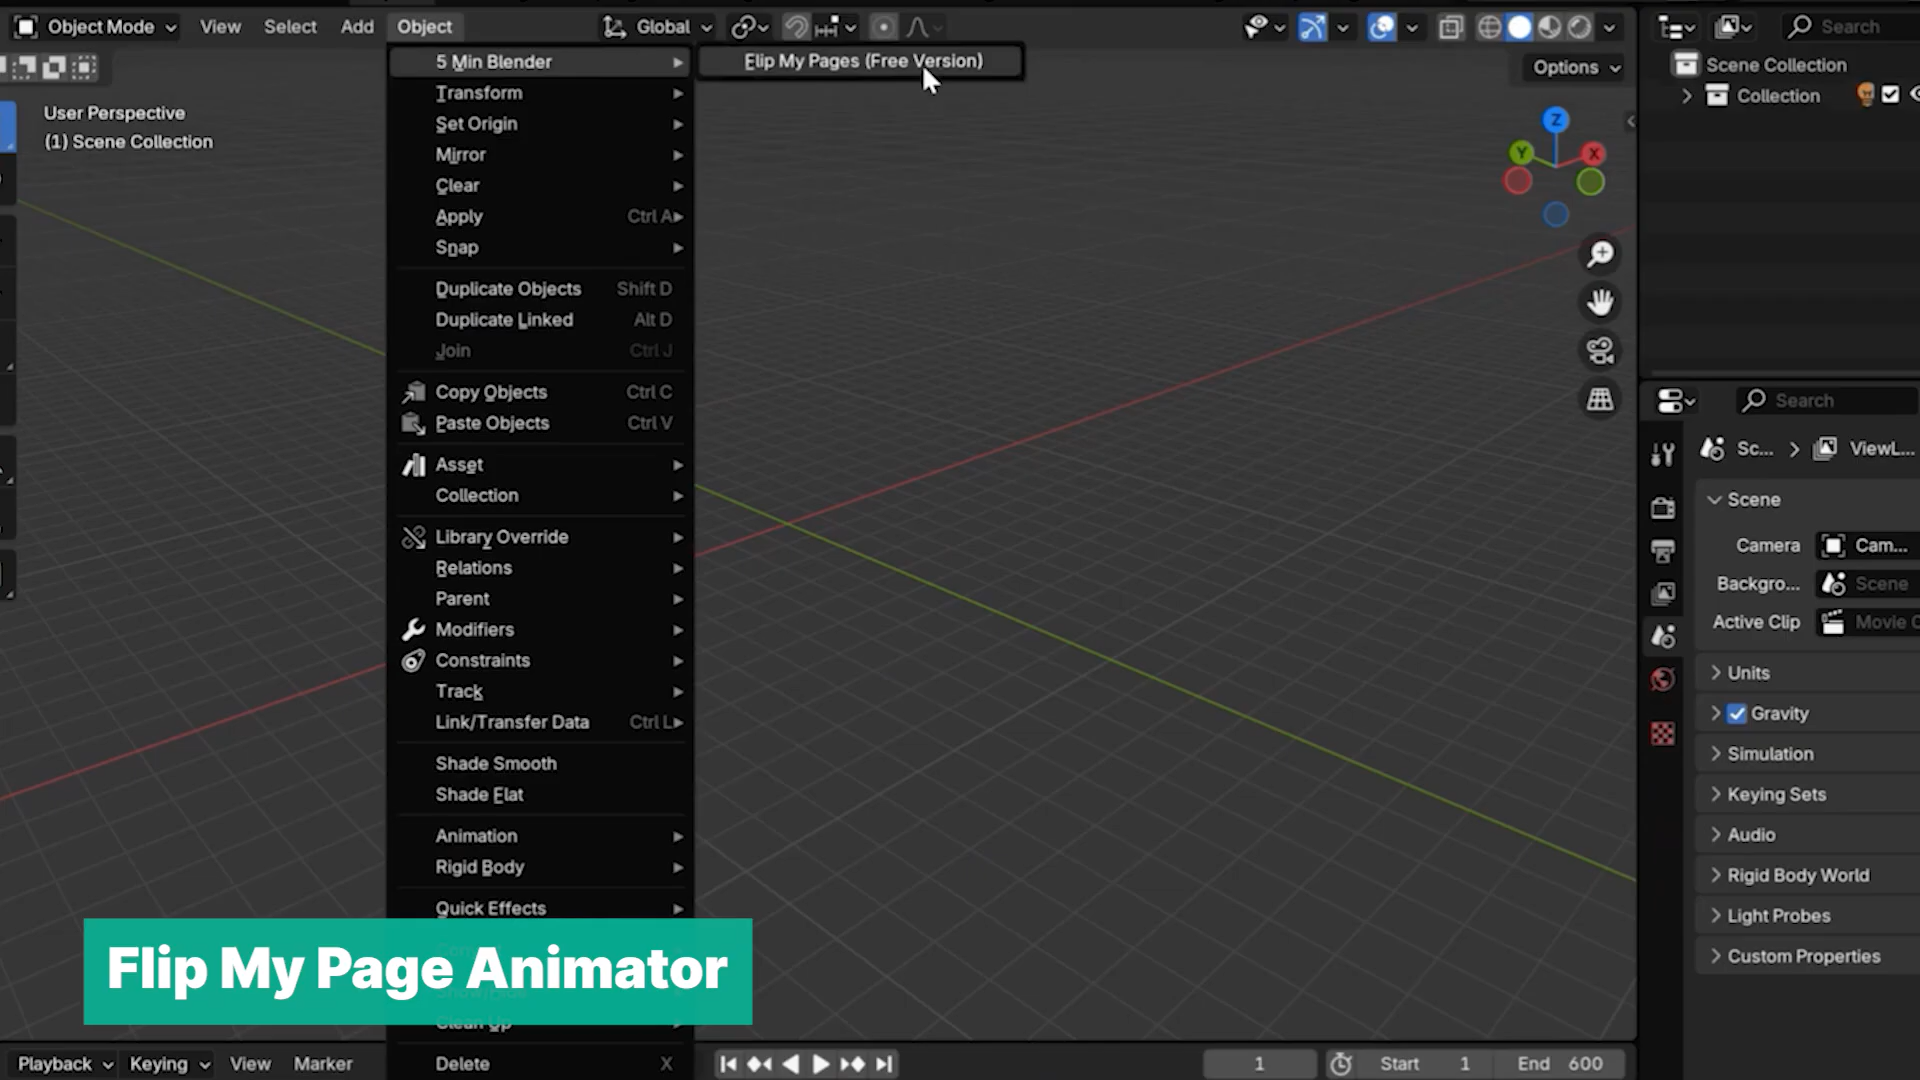 Object Mode View Select Add Object Global Search
5 Min Blender Flip My Pages (Free Version) Options Scene Collection
Transform Collection
User Perspective
Set Origin
(1) Scene Collection
Mirror
Clear
Apply Ctrl A
Snap
Duplicate Objects Shift D
Duplicate Linked Alt D
Join Ctrl J
Copy Objects Ctrl C
Paste Objects Ctrl V
Asset
Collection
Library Override
Relations
Parent
Modifiers
Constraints
Track
Link/Transfer Data Ctrl L
Shade Smooth
Shade Flat
Animation
Rigid Body
Quick Effects
Clean Up
Delete X
Z
Y X
Search
Sc... ViewL...
Scene
Camera Cam...
Backgro... Scene
Active Clip Movie C
Units
Gravity
Simulation
Keying Sets
Audio
Rigid Body World
Light Probes
Custom Properties
Flip My Page Animator
Playback Keying View Marker 1 Start 1 End 600